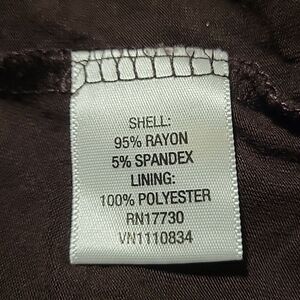 SHELL:
95% RAYON
5% SPANDEX
LINING:
100% POLYESTER
RN17730
VN1110834